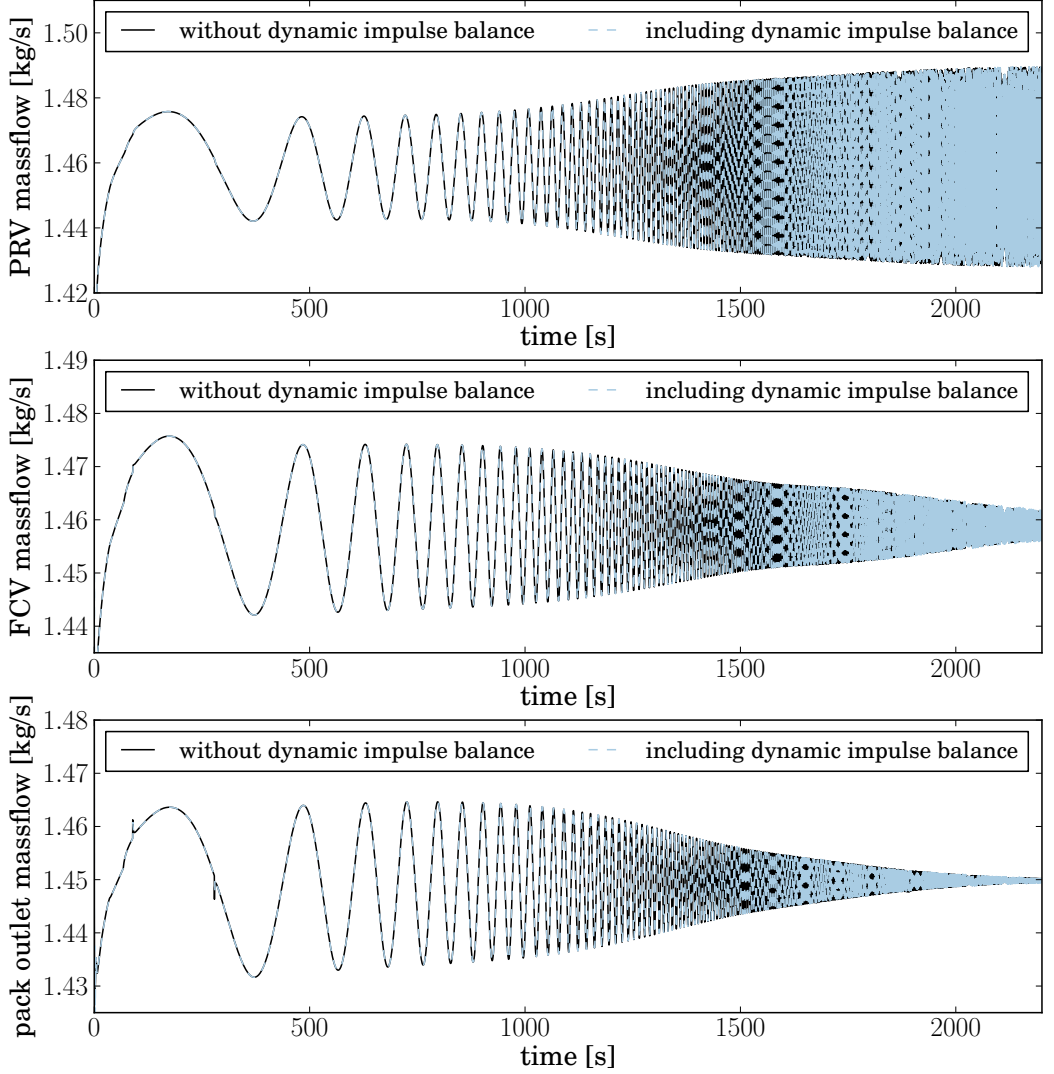 PRV massflow [kg/s]
without dynamic impulse balance including dynamic impulse balance
1.50
1.48
1.46
1.44
1.42
0 500 1000 1500 2000
time [s]
FCV massflow [kg/s]
without dynamic impulse balance including dynamic impulse balance
1.49
1.48
1.47
1.46
1.45
1.44
0 500 1000 1500 2000
time [s]
pack outlet massflow [kg/s]
without dynamic impulse balance including dynamic impulse balance
1.48
1.47
1.46
1.45
1.44
1.43
0 500 1000 1500 2000
time [s]